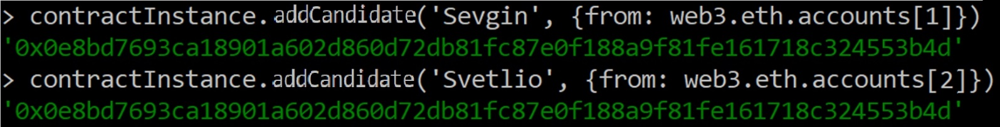 > contractInstance.addCandidate('Sevgin', {from: web3.eth.accounts[1]})
'0x0e8bd7693ca18901a602d860d72db81fc87e0f188a9f81fe161718c324553b4d'
> contractInstance.addCandidate('Svetlio', {from: web3.eth.accounts[2]})
'0x0e8bd7693ca18901a602d860d72db81fc87e0f188a9f81fe161718c324553b4d'